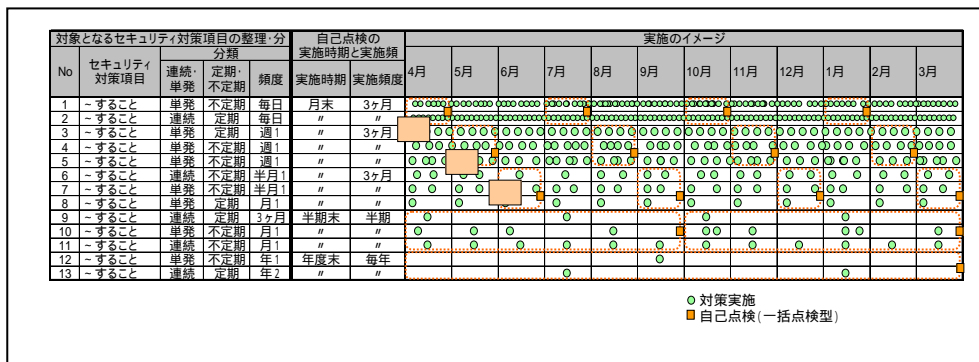 対象となるセキュリティ対策項目の整理・分 自己点検の実施時期と実施頻 実施のイメージ
No セキュリティ対策項目 分類 実施時期 実施頻度 4月 5月 6月 7月 8月 9月 10月 11月 12月 1月 2月 3月
連続・単発 定期・不定期 頻度
1 ~すること 単発 不定期 毎日 月末 3ヶ月
2 ~すること 連続 定期 毎日 〃 〃
3 ~すること 単発 定期 週1 〃 3ヶ月
4 ~すること 単発 不定期 週1 〃 〃
5 ~すること 単発 不定期 週1 〃 〃
6 ~すること 連続 定期 半月1 〃 3ヶ月
7 ~すること 単発 不定期 半月1 〃 〃
8 ~すること 単発 定期 月1 〃 〃
9 ~すること 連続 定期 3ヶ月 半期末 半期
10 ~すること 単発 不定期 月1 〃 〃
11 ~すること 連続 不定期 月1 〃 〃
12 ~すること 単発 不定期 年1 年度末 毎年
13 ~すること 連続 定期 年2 〃 〃
対策実施
自己点検(一括点検型)